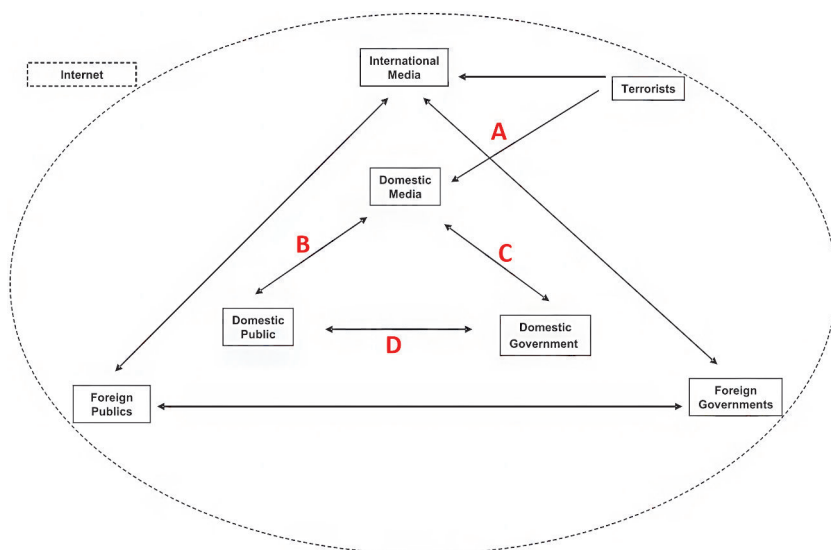 International
Media
Internet
Terrorists
A
Domestic
Media
B
C
Domestic
Public
D
Domestic
Government
Foreign
Publics
Foreign
Governments